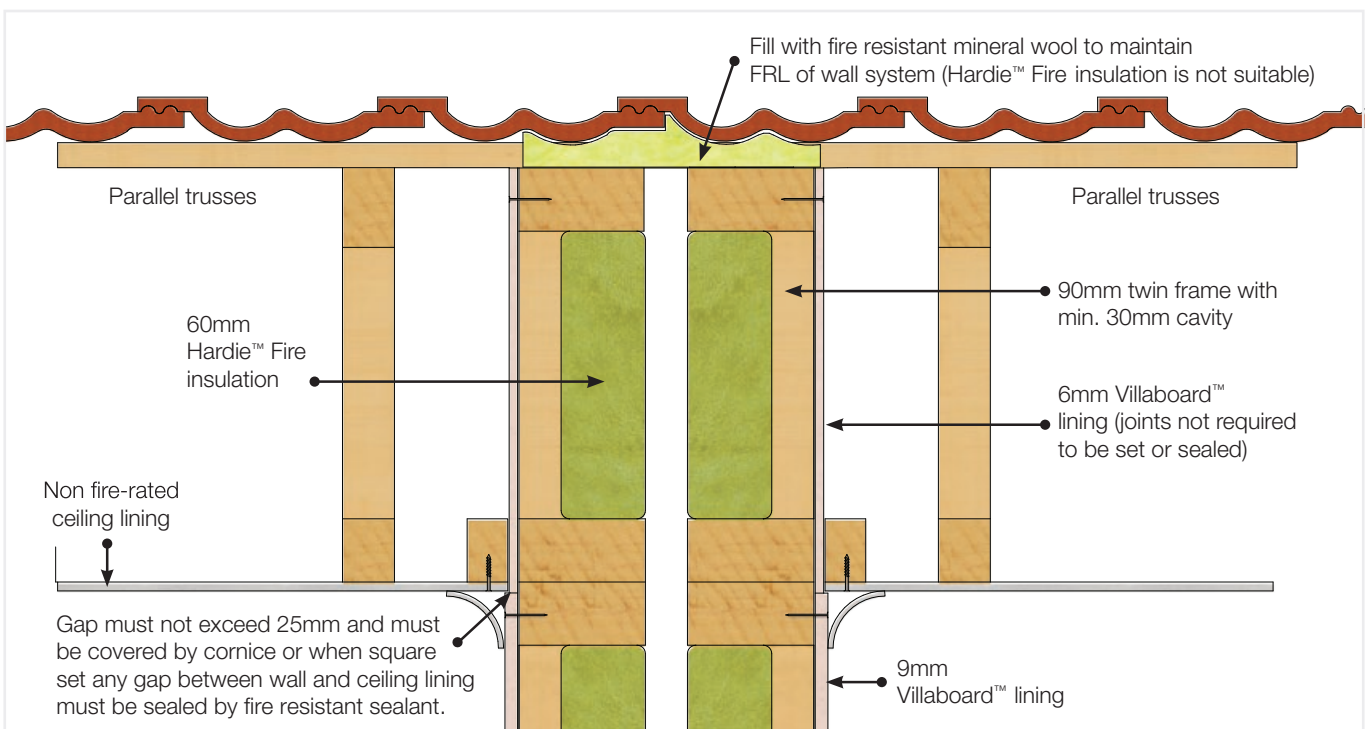 Fill with fire resistant mineral wool to maintain
FRL of wall system (Hardie™ Fire insulation is not suitable)
Parallel trusses
Parallel trusses
90mm twin frame with
min. 30mm cavity
60mm
Hardie™ Fire
insulation
6mm Villaboard™
lining (joints not required
to be set or sealed)
Non fire-rated
ceiling lining
Gap must not exceed 25mm and must
be covered by cornice or when square
set any gap between wall and ceiling lining
must be sealed by fire resistant sealant.
9mm
Villaboard™ lining